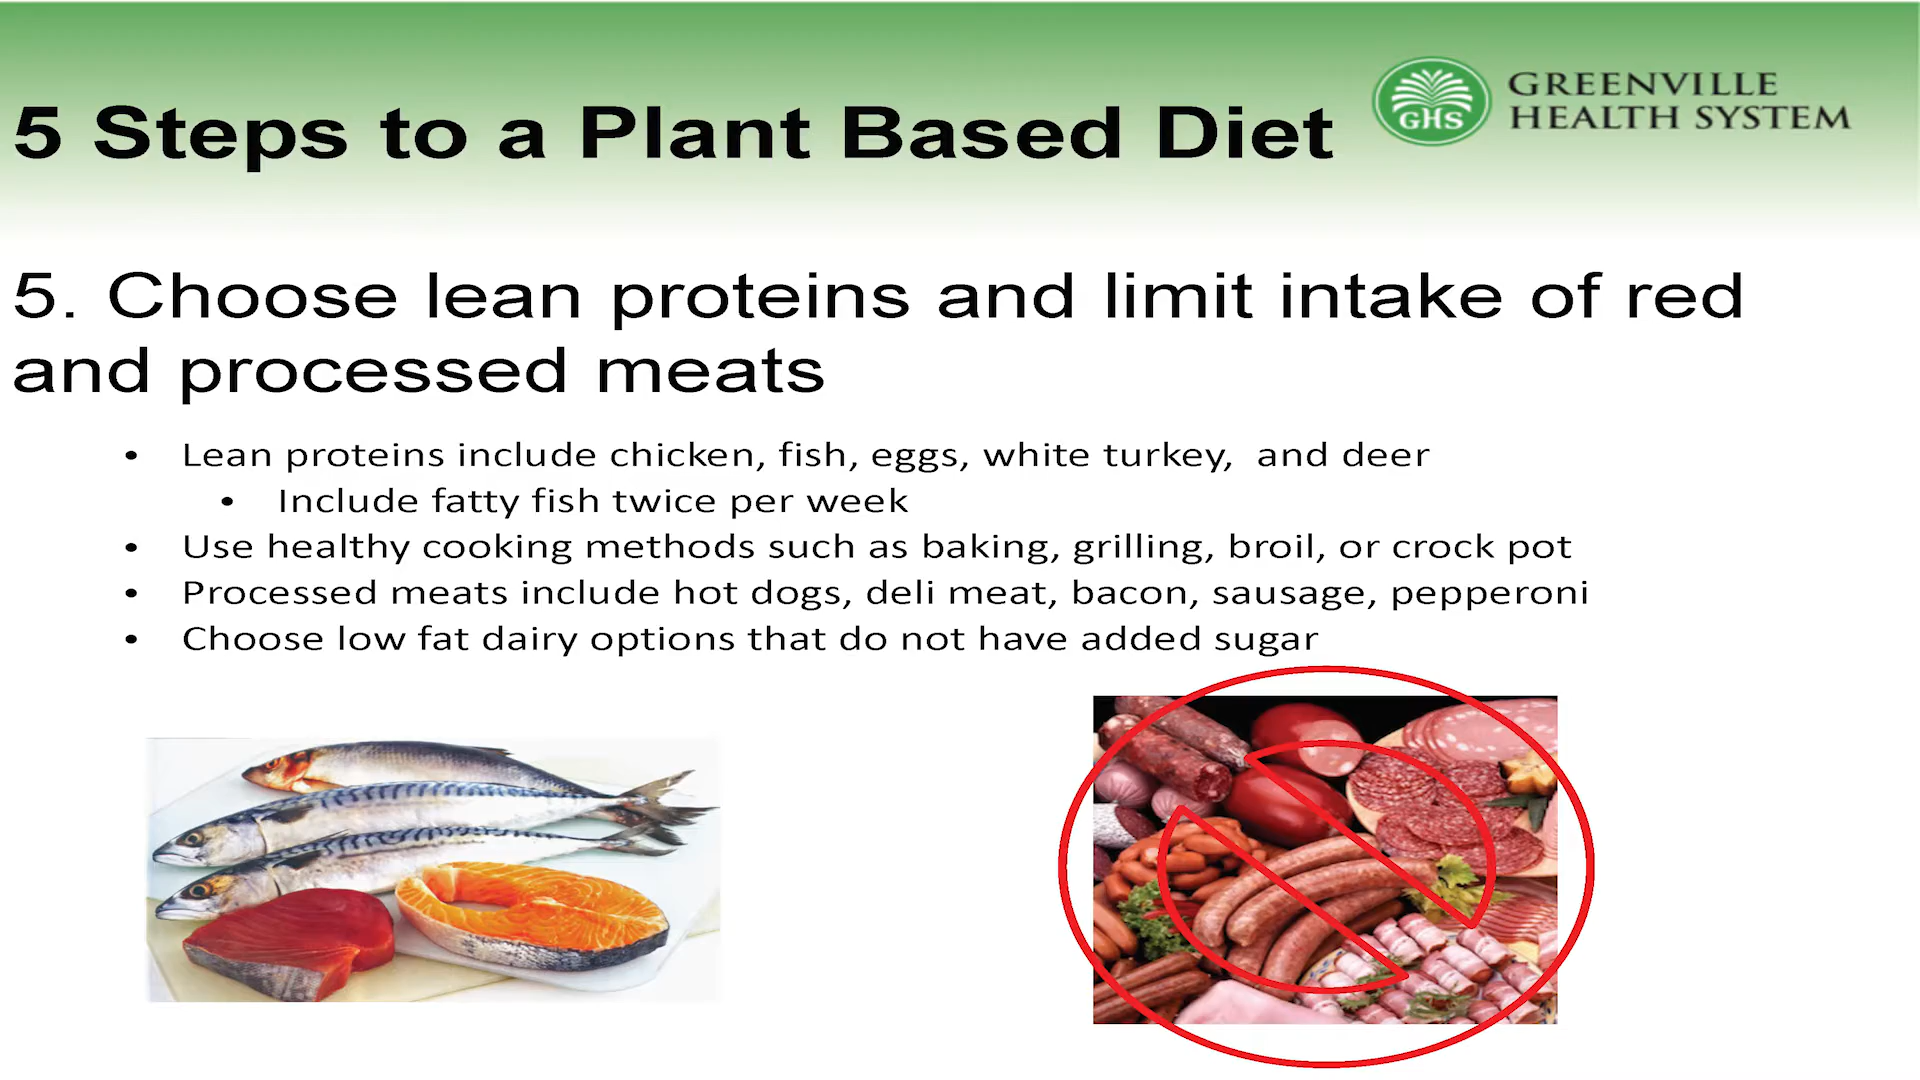 5 Steps to a Plant Based Diet
GHS
GREENVILLE
HEALTH SYSTEM
5. Choose lean proteins and limit intake of red
and processed meats
• Lean proteins include chicken, fish, eggs, white turkey,  and deer
• Include fatty fish twice per week
• Use healthy cooking methods such as baking, grilling, broil, or crock pot
• Processed meats include hot dogs, deli meat, bacon, sausage, pepperoni
• Choose low fat dairy options that do not have added sugar